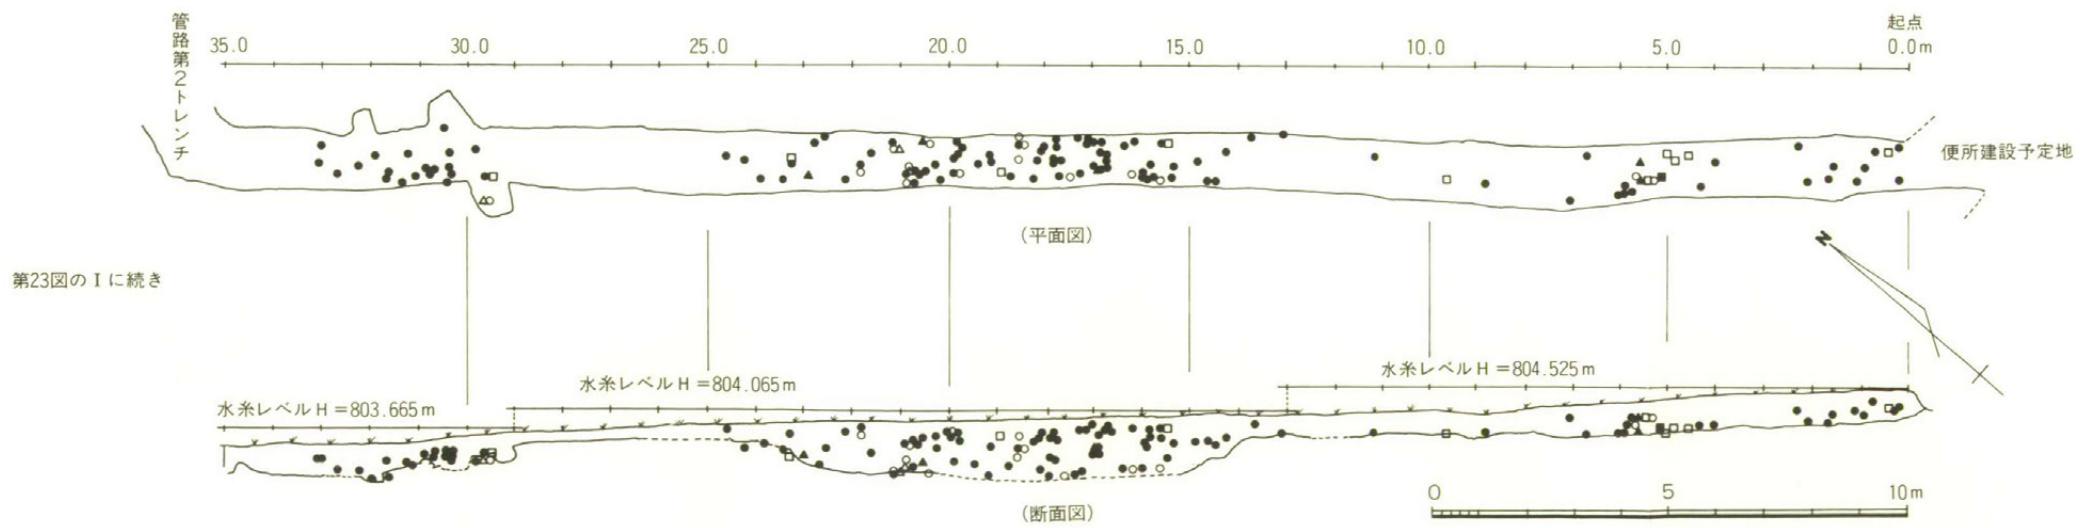 管路第2トレンチ
35.0 30.0 25.0 20.0 15.0 10.0 5.0 0.0m
起点
便所建設予定地
(平面図)
N
第23図のIに続き
水糸レベルH=804.525m
水糸レベルH=804.065m
水糸レベルH=803.665m
0 5 10m
(断面図)